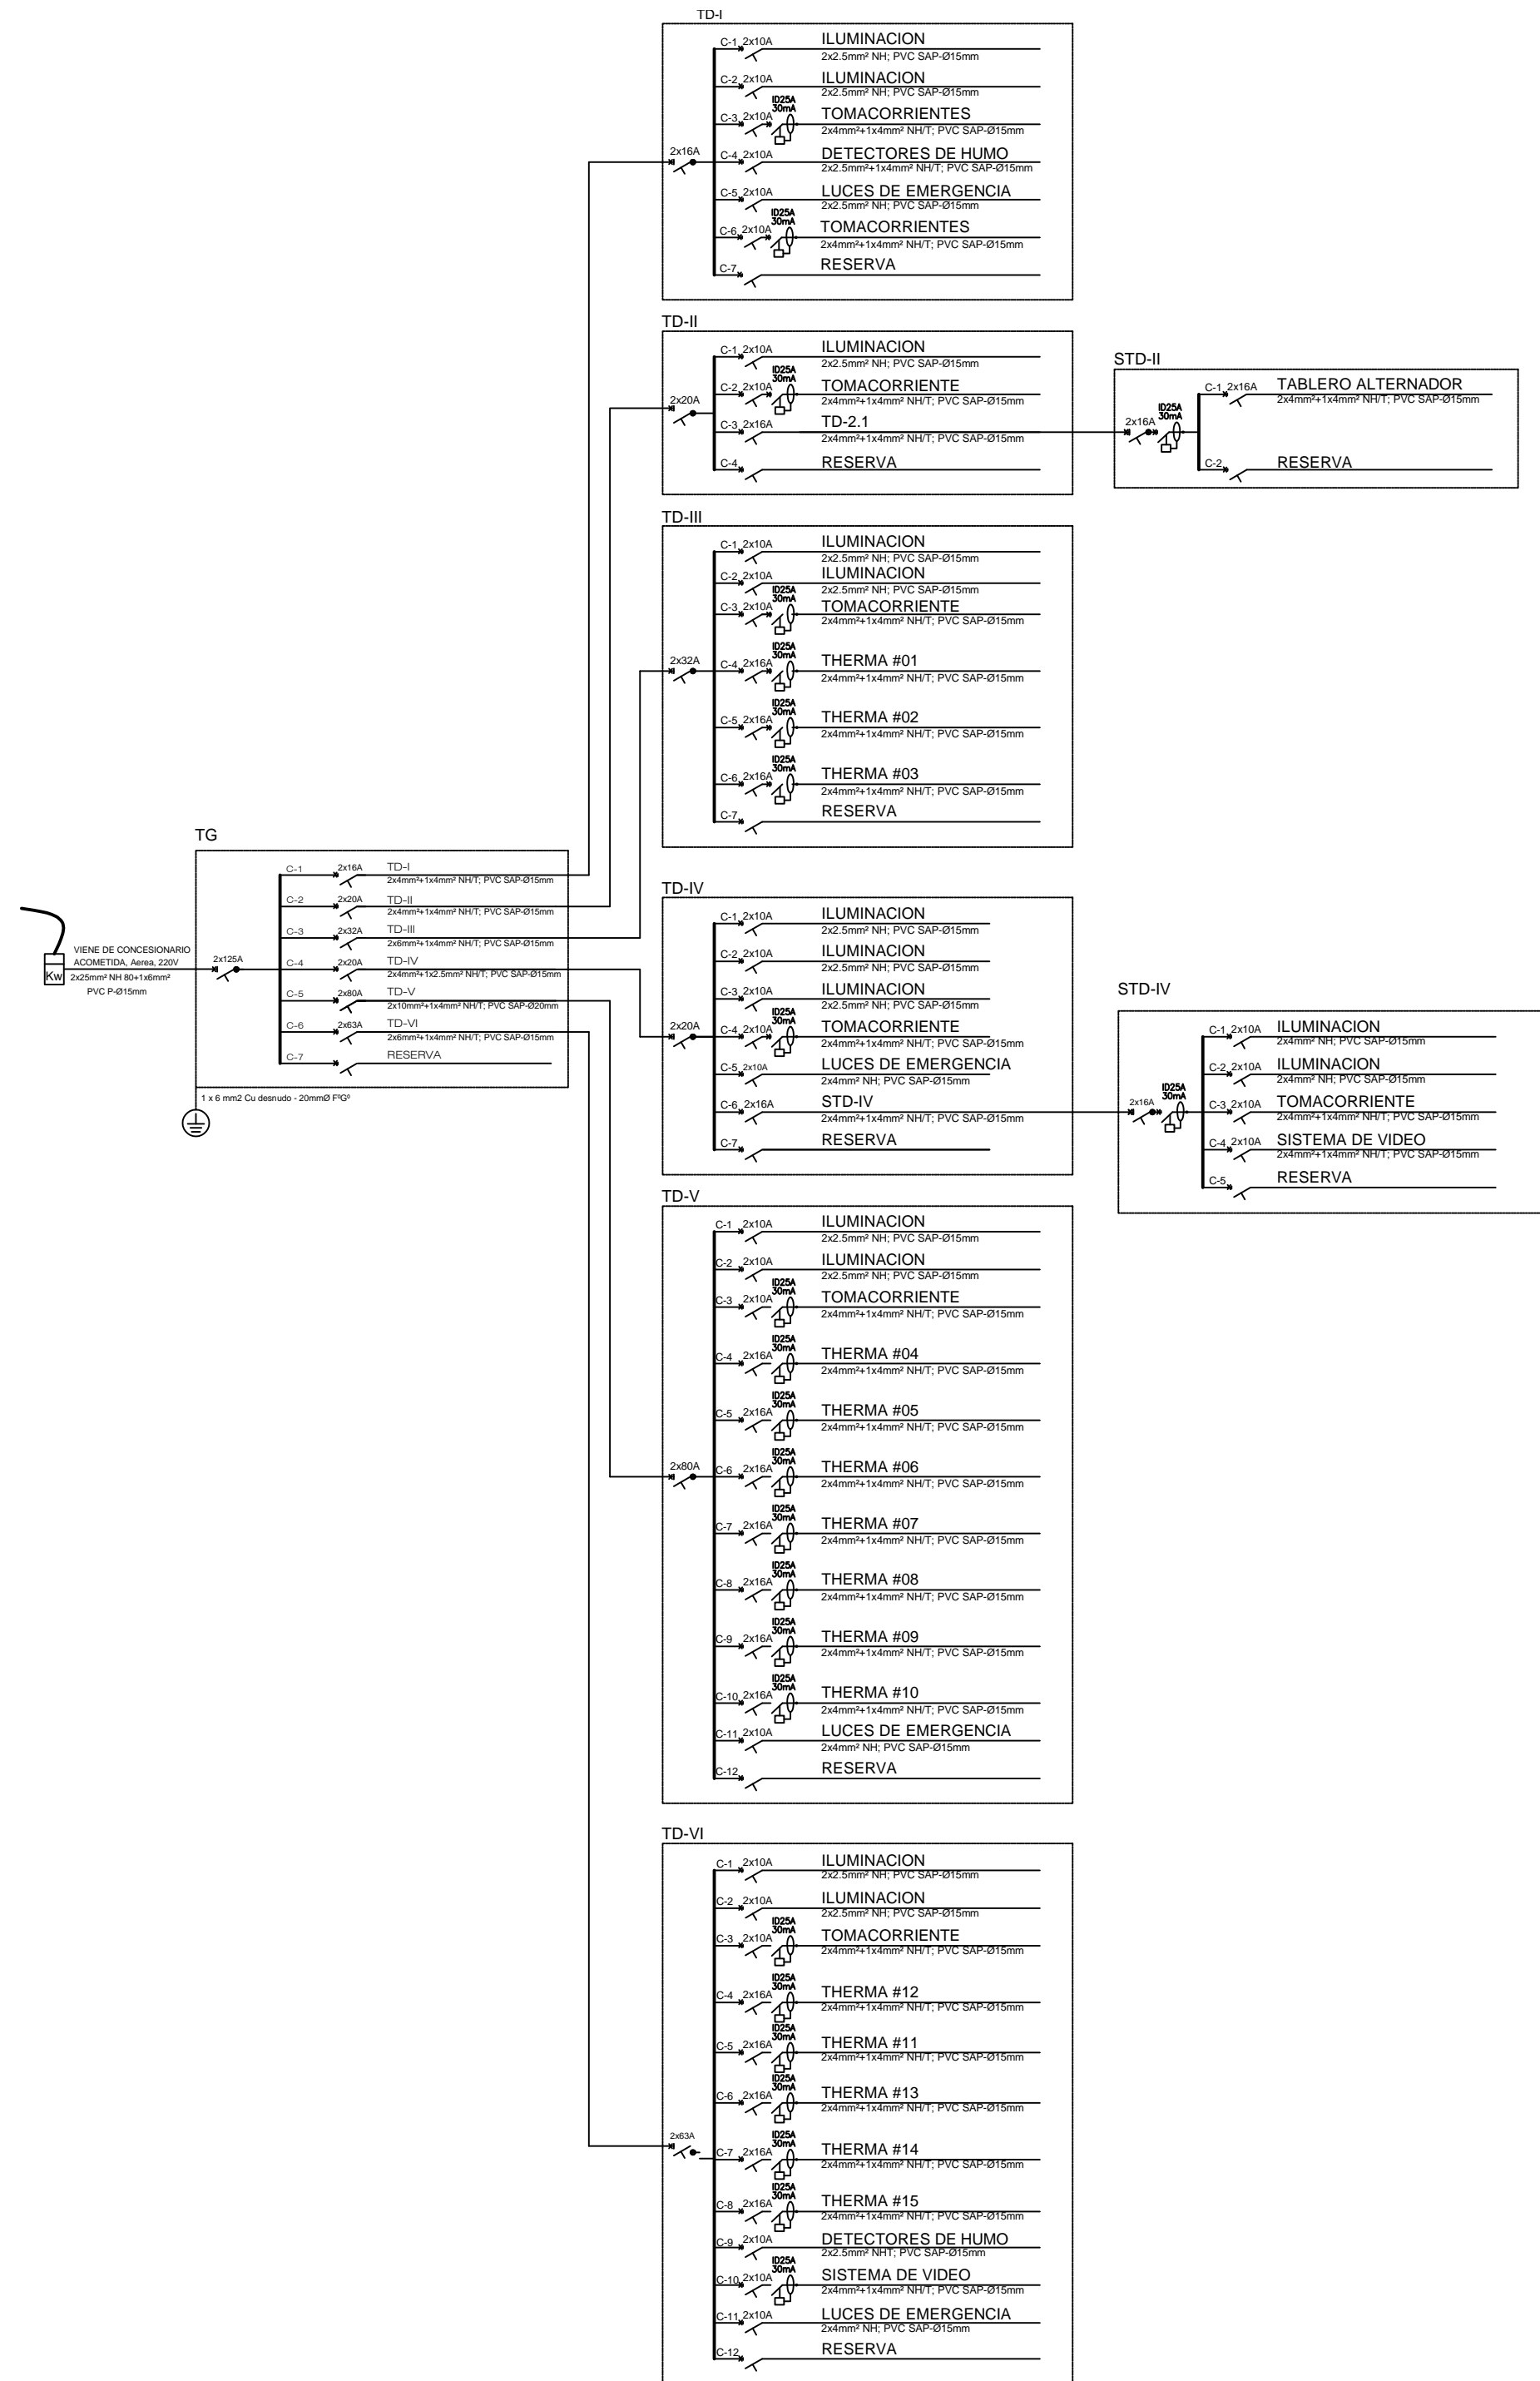 TD-I
C-1 2x10A ILUMINACION
2x2.5mm² NH; PVC SAP-Ø15mm
C-2 2x10A ILUMINACION
2x2.5mm² NH; PVC SAP-Ø15mm
ID25A
30mA
C-3 2x10A TOMACORRIENTES
2x4mm²+1x4mm² NH/T; PVC SAP-Ø15mm
2x16A
C-4 2x10A DETECTORES DE HUMO
2x2.5mm²+1x4mm² NH/T; PVC SAP-Ø15mm
C-5 2x10A LUCES DE EMERGENCIA
2x2.5mm² NH; PVC SAP-Ø15mm
ID25A
30mA
C-6 2x10A TOMACORRIENTES
2x4mm²+1x4mm² NH/T; PVC SAP-Ø15mm
C-7 RESERVA
TD-II
C-1 2x10A ILUMINACION
2x2.5mm² NH; PVC SAP-Ø15mm
ID25A
30mA
C-2 2x10A TOMACORRIENTE
2x4mm²+1x4mm² NH/T; PVC SAP-Ø15mm
2x20A
C-3 2x16A TD-2.1
2x4mm²+1x4mm² NH/T; PVC SAP-Ø15mm
C-4 RESERVA
STD-II
C-1 2x16A TABLERO ALTERNADOR
2x4mm²+1x4mm² NH/T; PVC SAP-Ø15mm
2x16A
ID25A
30mA
C-2 RESERVA
TD-III
C-1 2x10A ILUMINACION
2x2.5mm² NH; PVC SAP-Ø15mm
C-2 2x10A ILUMINACION
2x2.5mm² NH; PVC SAP-Ø15mm
ID25A
30mA
C-3 2x10A TOMACORRIENTE
2x4mm²+1x4mm² NH/T; PVC SAP-Ø15mm
2x32A
ID25A
30mA
C-4 2x16A THERMA #01
2x4mm²+1x4mm² NH/T; PVC SAP-Ø15mm
ID25A
30mA
C-5 2x16A THERMA #02
2x4mm²+1x4mm² NH/T; PVC SAP-Ø15mm
ID25A
30mA
C-6 2x16A THERMA #03
2x4mm²+1x4mm² NH/T; PVC SAP-Ø15mm
C-7 RESERVA
TG
C-1 2x16A TD-I
2x4mm²+1x4mm² NH/T; PVC SAP-Ø15mm
C-2 2x20A TD-II
2x4mm²+1x4mm² NH/T; PVC SAP-Ø15mm
C-3 2x32A TD-III
2x6mm²+1x4mm² NH/T; PVC SAP-Ø15mm
C-4 2x20A TD-IV
2x4mm²+1x2.5mm² NH/T; PVC SAP-Ø15mm
C-5 2x80A TD-V
2x10mm²+1x4mm² NH/T; PVC SAP-Ø20mm
C-6 2x63A TD-VI
2x6mm²+1x4mm² NH/T; PVC SAP-Ø15mm
C-7 RESERVA
Kw
VIENE DE CONCESIONARIO
ACOMETIDA, Aerea, 220V
2x25mm² NH 80+1x6mm²
PVC P-Ø15mm
2x125A
1 x 6 mm2 Cu desnudo - 20mmØ FºGº
TD-IV
C-1 2x10A ILUMINACION
2x2.5mm² NH; PVC SAP-Ø15mm
C-2 2x10A ILUMINACION
2x2.5mm² NH; PVC SAP-Ø15mm
C-3 2x10A ILUMINACION
2x2.5mm² NH; PVC SAP-Ø15mm
2x20A
ID25A
30mA
C-4 2x10A TOMACORRIENTE
2x4mm²+1x4mm² NH/T; PVC SAP-Ø15mm
C-5 2x10A LUCES DE EMERGENCIA
2x4mm² NH; PVC SAP-Ø15mm
C-6 2x16A STD-IV
2x4mm²+1x4mm² NH/T; PVC SAP-Ø15mm
C-7 RESERVA
STD-IV
C-1 2x10A ILUMINACION
2x4mm² NH; PVC SAP-Ø15mm
C-2 2x10A ILUMINACION
2x4mm² NH; PVC SAP-Ø15mm
2x16A
ID25A
30mA
C-3 2x10A TOMACORRIENTE
2x4mm²+1x4mm² NH/T; PVC SAP-Ø15mm
C-4 2x10A SISTEMA DE VIDEO
2x4mm²+1x4mm² NH/T; PVC SAP-Ø15mm
C-5 RESERVA
TD-V
C-1 2x10A ILUMINACION
2x2.5mm² NH; PVC SAP-Ø15mm
C-2 2x10A ILUMINACION
2x2.5mm² NH; PVC SAP-Ø15mm
ID25A
30mA
C-3 2x10A TOMACORRIENTE
2x4mm²+1x4mm² NH/T; PVC SAP-Ø15mm
ID25A
30mA
C-4 2x16A THERMA #04
2x4mm²+1x4mm² NH/T; PVC SAP-Ø15mm
ID25A
30mA
C-5 2x16A THERMA #05
2x4mm²+1x4mm² NH/T; PVC SAP-Ø15mm
2x80A
ID25A
30mA
C-6 2x16A THERMA #06
2x4mm²+1x4mm² NH/T; PVC SAP-Ø15mm
ID25A
30mA
C-7 2x16A THERMA #07
2x4mm²+1x4mm² NH/T; PVC SAP-Ø15mm
ID25A
30mA
C-8 2x16A THERMA #08
2x4mm²+1x4mm² NH/T; PVC SAP-Ø15mm
ID25A
30mA
C-9 2x16A THERMA #09
2x4mm²+1x4mm² NH/T; PVC SAP-Ø15mm
ID25A
30mA
C-10 2x16A THERMA #10
2x4mm²+1x4mm² NH/T; PVC SAP-Ø15mm
C-11 2x10A LUCES DE EMERGENCIA
2x4mm² NH; PVC SAP-Ø15mm
C-12 RESERVA
TD-VI
C-1 2x10A ILUMINACION
2x2.5mm² NH; PVC SAP-Ø15mm
C-2 2x10A ILUMINACION
2x2.5mm² NH; PVC SAP-Ø15mm
ID25A
30mA
C-3 2x10A TOMACORRIENTE
2x4mm²+1x4mm² NH/T; PVC SAP-Ø15mm
ID25A
30mA
C-4 2x16A THERMA #12
2x4mm²+1x4mm² NH/T; PVC SAP-Ø15mm
ID25A
30mA
C-5 2x16A THERMA #11
2x4mm²+1x4mm² NH/T; PVC SAP-Ø15mm
ID25A
30mA
C-6 2x16A THERMA #13
2x4mm²+1x4mm² NH/T; PVC SAP-Ø15mm
2x63A
ID25A
30mA
C-7 2x16A THERMA #14
2x4mm²+1x4mm² NH/T; PVC SAP-Ø15mm
ID25A
30mA
C-8 2x16A THERMA #15
2x4mm²+1x4mm² NH/T; PVC SAP-Ø15mm
C-9 2x10A DETECTORES DE HUMO
2x2.5mm² NHT; PVC SAP-Ø15mm
ID25A
30mA
C-10 2x10A SISTEMA DE VIDEO
2x4mm²+1x4mm² NH/T; PVC SAP-Ø15mm
C-11 2x10A LUCES DE EMERGENCIA
2x4mm² NH; PVC SAP-Ø15mm
C-12 RESERVA